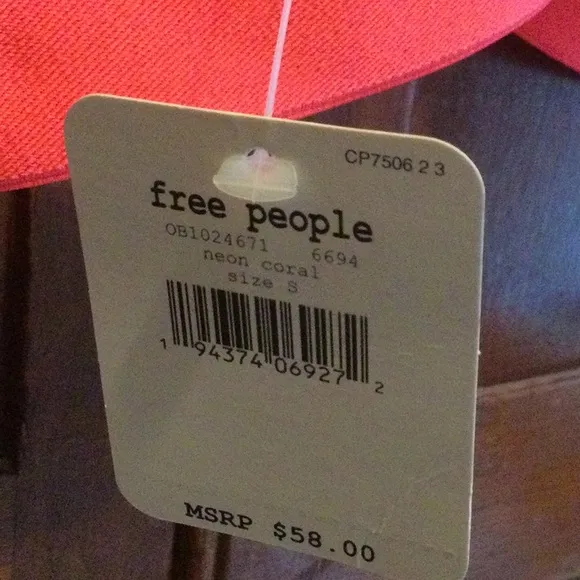 CP7506 2 3
free people
OB1024671 6694
neon coral
size S
1 94374 06927 2
MSRP $58.00